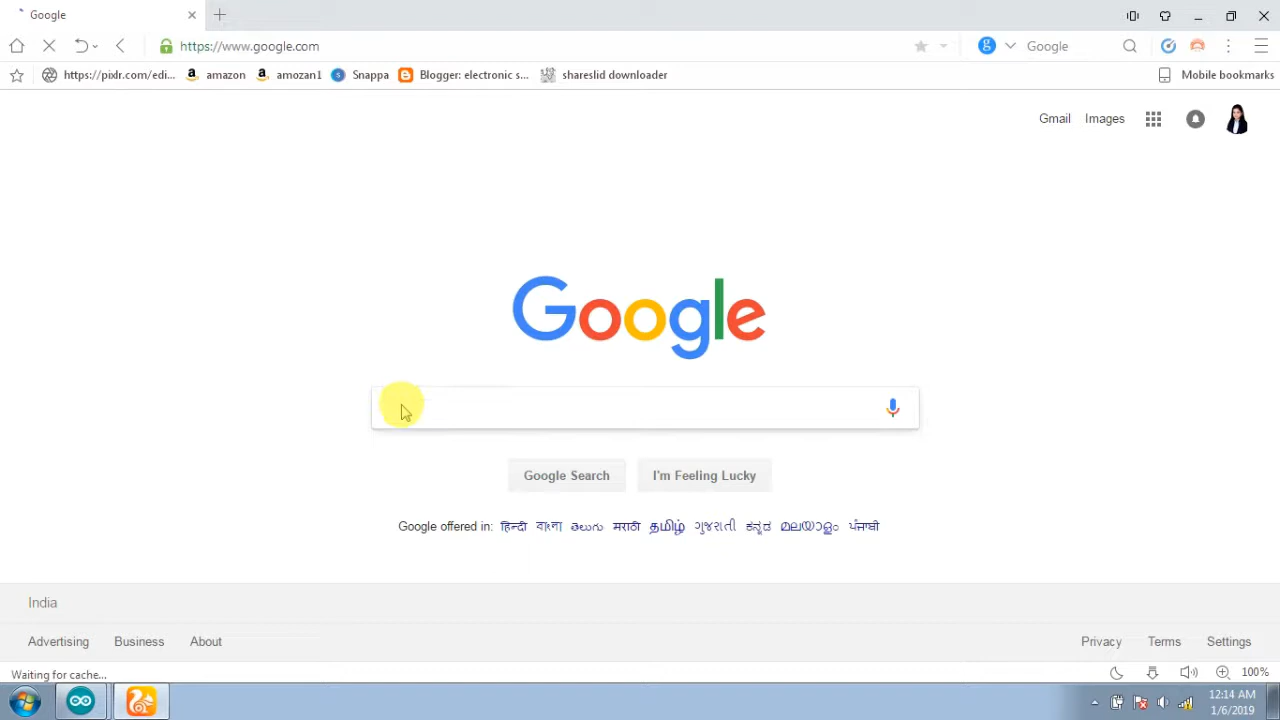 Google
https://www.google.com
Google
https://pixlr.com/edi... amazon amozan1 Snappa Blogger: electronic s... shareslid downloader Mobile bookmarks
Gmail Images
Google
Google Search I'm Feeling Lucky
Google offered in: हिन्दी বাংলা తెలుగు मराठी தமிழ் ગુજરાતી ಕನ್ನಡ മലയാളം ਪੰਜਾਬੀ
India
Advertising Business About Privacy Terms Settings
Waiting for cache... 100%
12:14 AM
1/6/2019